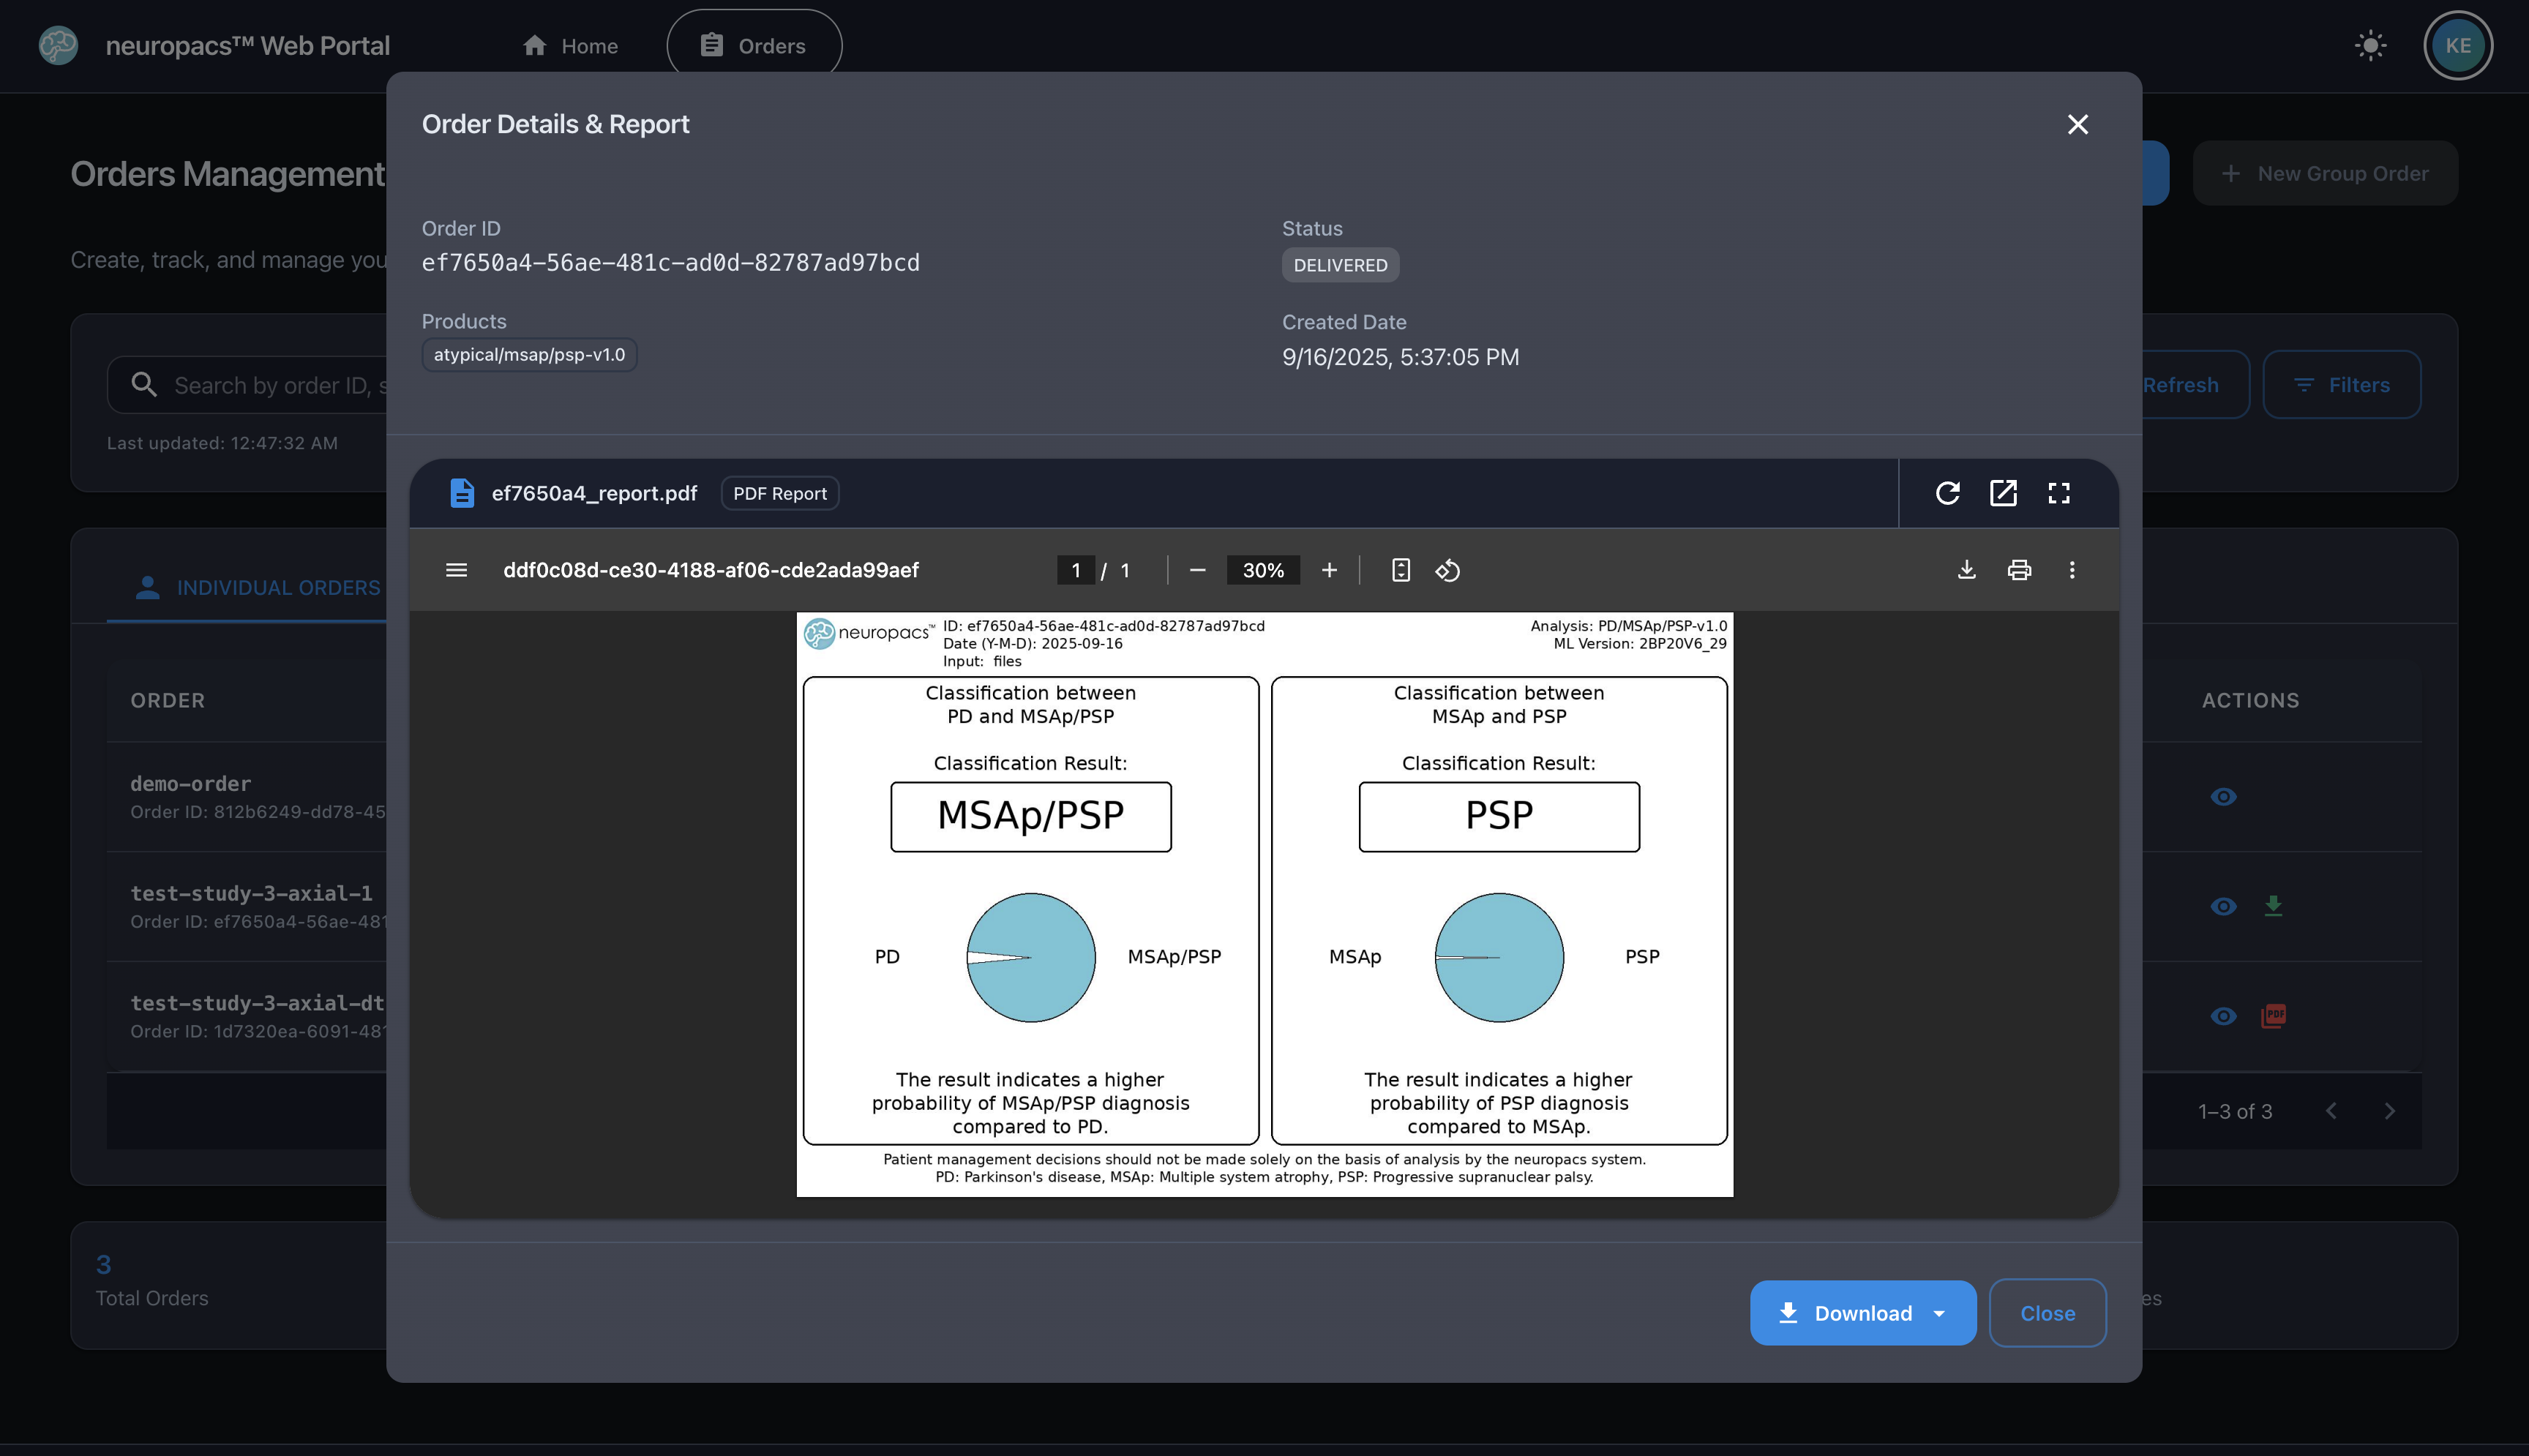 neuropacs™ Web Portal
Home
Orders
KE
Orders Management
New Group Order
Create, track, and manage you
Search by order ID, s
Refresh
Filters
Last updated: 12:47:32 AM
INDIVIDUAL ORDERS
ORDER
ACTIONS
demo-order
Order ID: 812b6249-dd78-45
test-study-3-axial-1
Order ID: ef7650a4-56ae-481
test-study-3-axial-dt
Order ID: 1d7320ea-6091-481
PDF
1–3 of 3
3
Total Orders
es
Order Details & Report
Order ID
ef7650a4-56ae-481c-ad0d-82787ad97bcd
Status
DELIVERED
Products
atypical/msap/psp-v1.0
Created Date
9/16/2025, 5:37:05 PM
ef7650a4_report.pdf
PDF Report
ddf0c08d-ce30-4188-af06-cde2ada99aef
1 / 1
30%
neuropacs™
ID: ef7650a4-56ae-481c-ad0d-82787ad97bcd
Date (Y-M-D): 2025-09-16
Input: files
Analysis: PD/MSAp/PSP-v1.0
ML Version: 2BP20V6_29
Classification between
PD and MSAp/PSP
Classification Result:
MSAp/PSP
PD
MSAp/PSP
The result indicates a higher
probability of MSAp/PSP diagnosis
compared to PD.
Classification between
MSAp and PSP
Classification Result:
PSP
MSAp
PSP
The result indicates a higher
probability of PSP diagnosis
compared to MSAp.
Patient management decisions should not be made solely on the basis of analysis by the neuropacs system.
PD: Parkinson's disease, MSAp: Multiple system atrophy, PSP: Progressive supranuclear palsy.
Download
Close